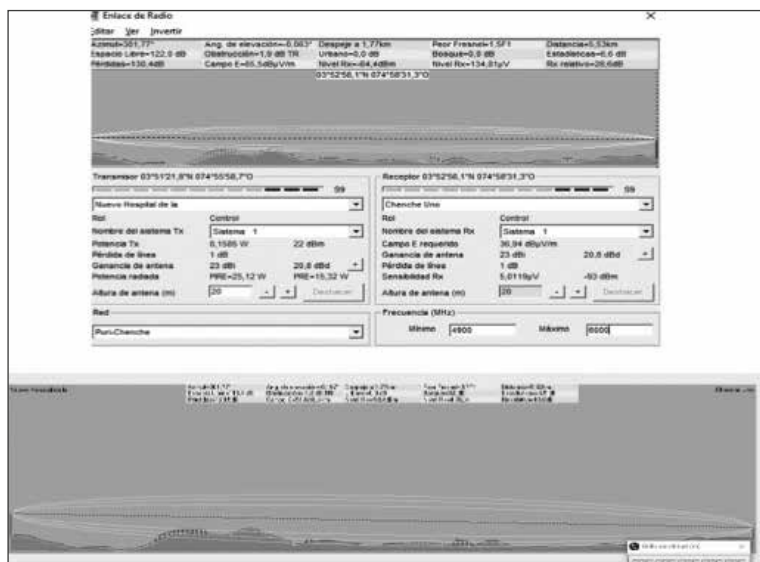 Enlace de Radio
Editar Ver Invertir
Azimut=301,77° Ang. de elevación=-0,063° Despeje a 1,77km Peor Fresnel=1,5F1 Distancia=5,53km
Espacio Libre=122,0 dB Obstrucción=1,9 dB TR Urbano=0,0 dB Bosque=0,0 dB Estadísticas=6,6 dB
Pérdidas=130,4dB Campo E=65,5dBµV/m Nivel Rx=-64,4dBm Nivel Rx=134,81µV Rx relativo=28,6dB
03°52'56,1"N 074°58'31,3"O
Transmisor 03°51'21,8"N 074°55'58,7"O
S9
Nuevo Hospital de la
Rol Control
Nombre del sistema Tx Sistema 1
Potencia Tx 0,1585 W 22 dBm
Pérdida de línea 1 dB
Ganancia de antena 23 dBi 20,8 dBd +
Potencia radiada PIRE=25,12 W PRE=15,32 W
Altura de antena (m) 20 - + Deshacer
Red
Puri-Chenche
Receptor 03°52'56,1"N 074°58'31,3"O
S9
Chenche Uno
Rol Control
Nombre del sistema Rx Sistema 1
Campo E requerido 36,94 dBµV/m
Ganancia de antena 23 dBi 20,8 dBd +
Pérdida de línea 1 dB
Sensibilidad Rx 5,0119µV -93 dBm
Altura de antena (m) 20 - + Deshacer
Frecuencia (MHz)
Mínimo 4900 Máximo 6000